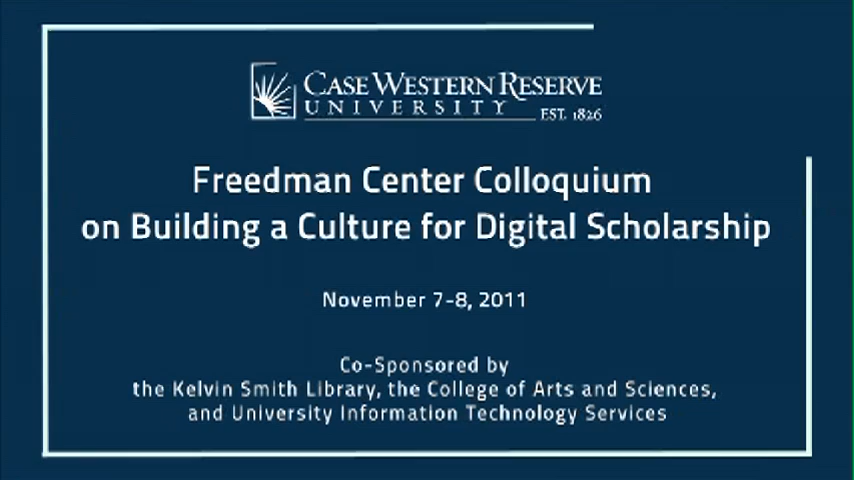 CASE WESTERN RESERVE
UNIVERSITY
EST. 1826
Freedman Center Colloquium
on Building a Culture for Digital Scholarship
November 7-8, 2011
Co-Sponsored by
the Kelvin Smith Library, the College of Arts and Sciences,
and University Information Technology Services